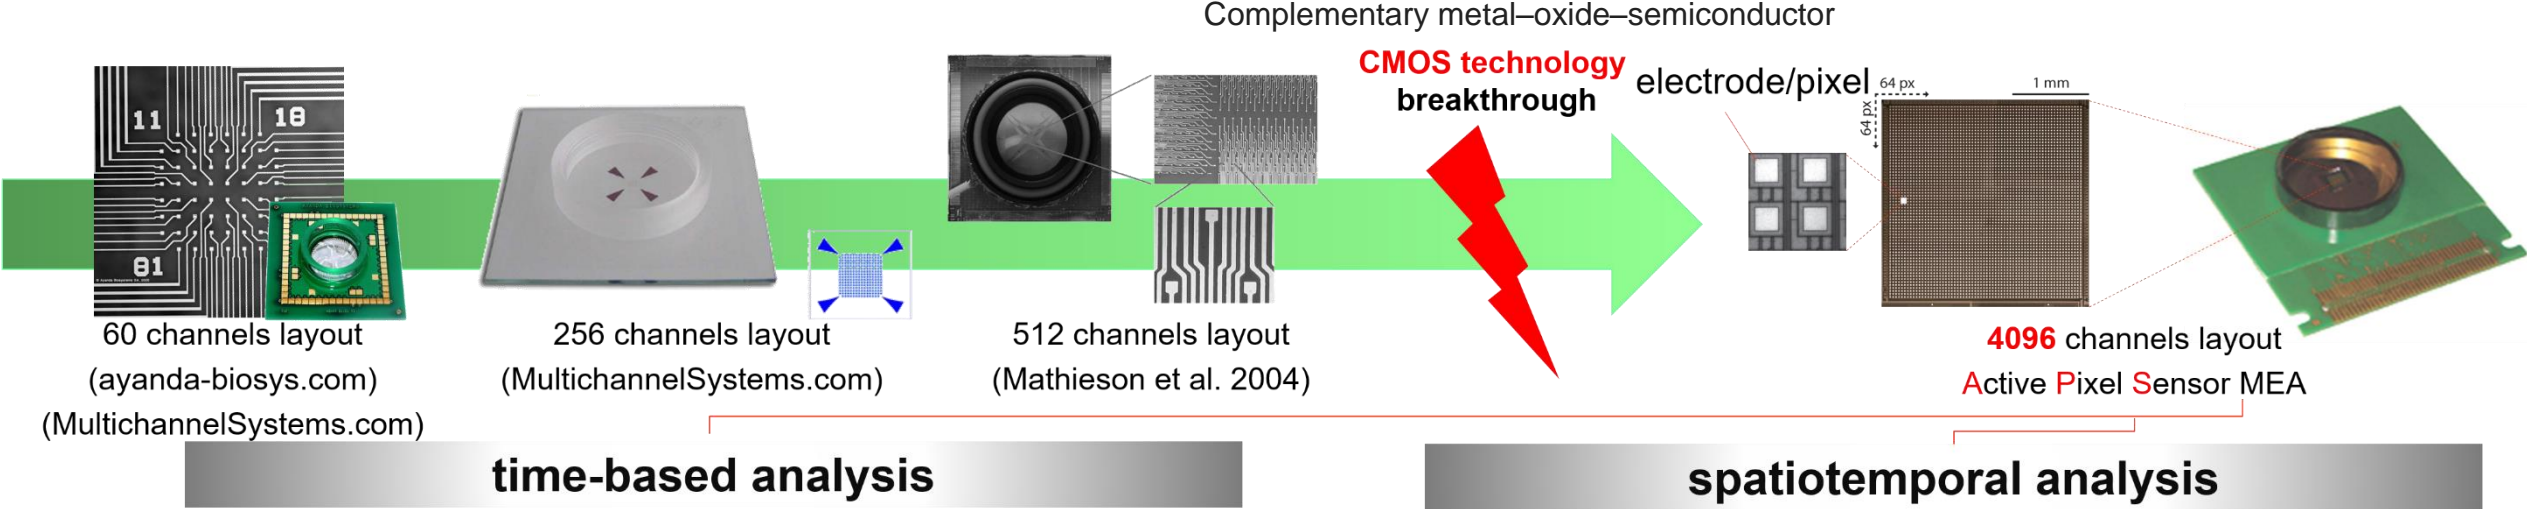 Complementary metal–oxide–semiconductor
CMOS technology
breakthrough
electrode/pixel
64 px
1 mm
64 px
11
18
81
60 channels layout
(ayanda-biosys.com)
(MultichannelSystems.com)
256 channels layout
(MultichannelSystems.com)
512 channels layout
(Mathieson et al. 2004)
4096 channels layout
Active Pixel Sensor MEA
time-based analysis
spatiotemporal analysis